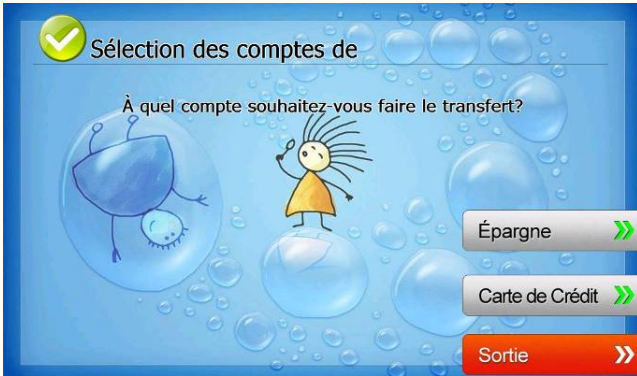 Sélection des comptes de
À quel compte souhaitez-vous faire le transfert?
Épargne
Carte de Crédit
Sortie